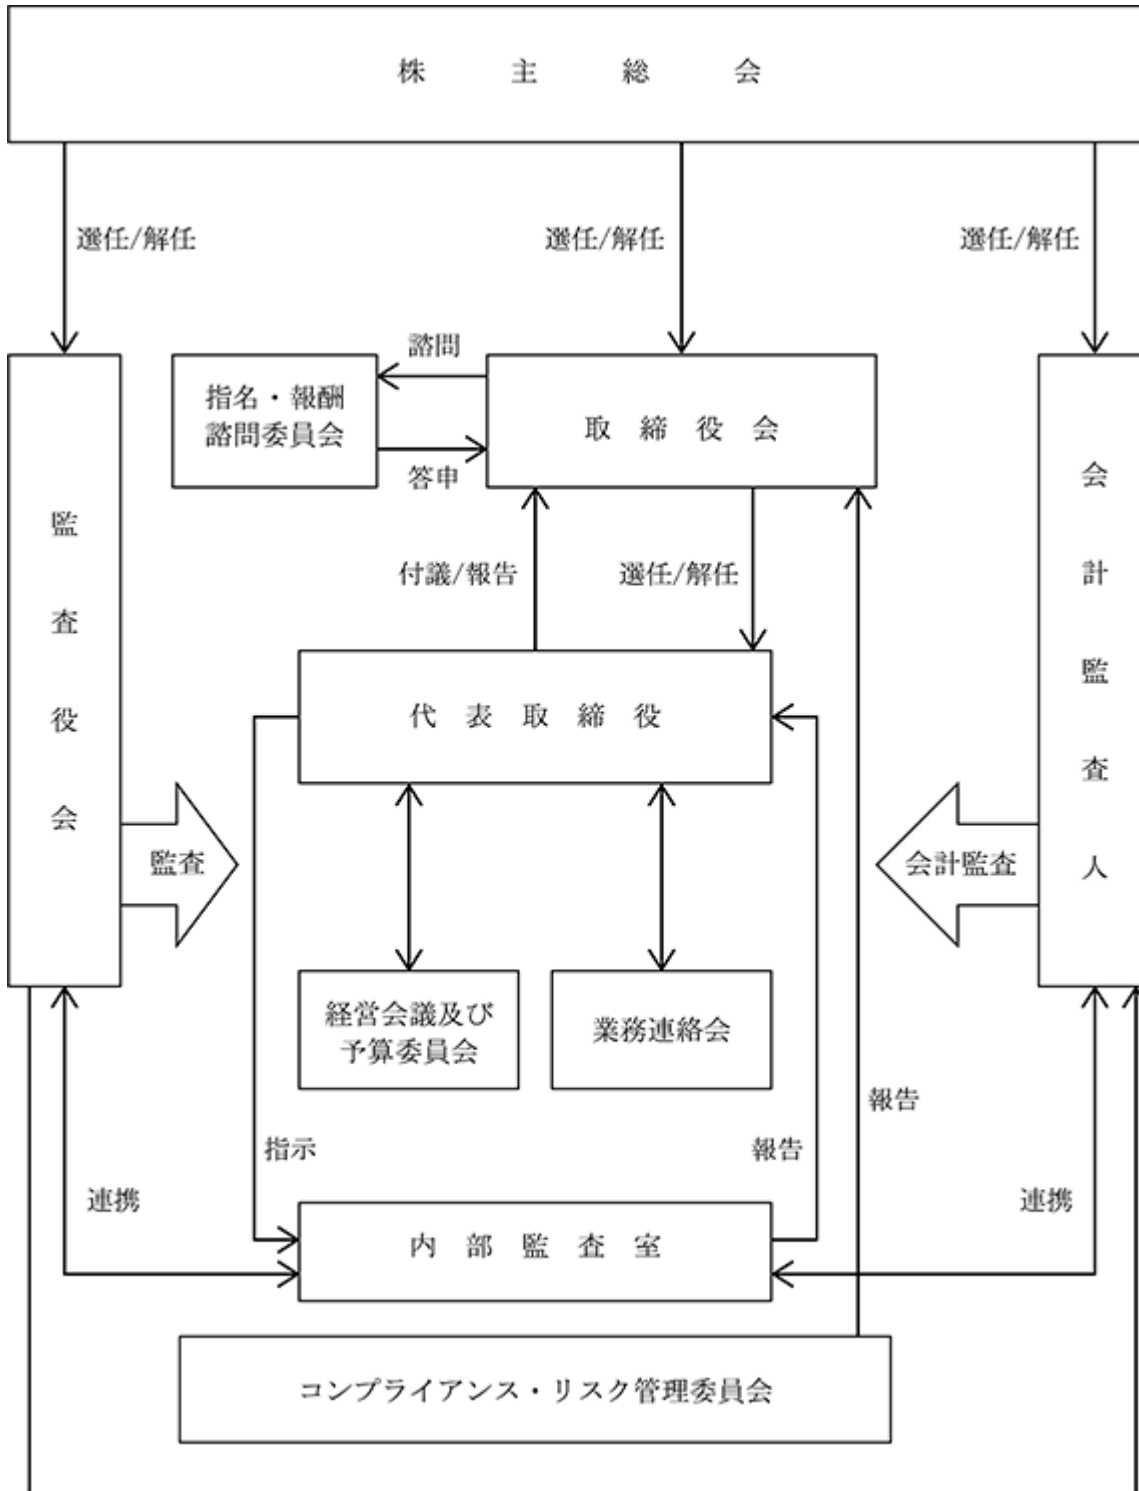 株主総会
選任/解任
選任/解任
選任/解任
諮問
指名・報酬
諮問委員会
取締役会
答申
監査役会
会計監査人
付議/報告
選任/解任
代表取締役
監査
会計監査
経営会議及び
予算委員会
業務連絡会
報告
指示
報告
連携
連携
内部監査室
コンプライアンス・リスク管理委員会